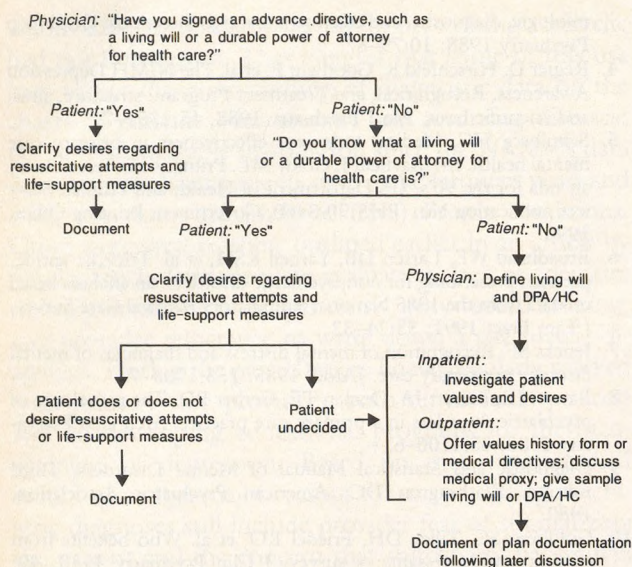 Physician: "Have you signed an advance directive, such as
a living will or a durable power of attorney
for health care?"
Patient: "Yes"
Patient: "No"
Clarify desires regarding
resuscitative attempts and
life-support measures
"Do you know what a living will
or a durable power of attorney for
health care is?"
Document
Patient: "Yes"
Patient: "No"
Clarify desires regarding
resuscitative attempts and
life-support measures
Physician: Define living will
and DPA/HC
Inpatient:
Investigate patient
values and desires
Patient does or does not
desire resuscitative attempts
or life-support measures
Patient
undecided
Outpatient:
Offer values history form or
medical directives; discuss
medical proxy; give sample
living will or DPA/HC
Document
Document or plan documentation
following later discussion